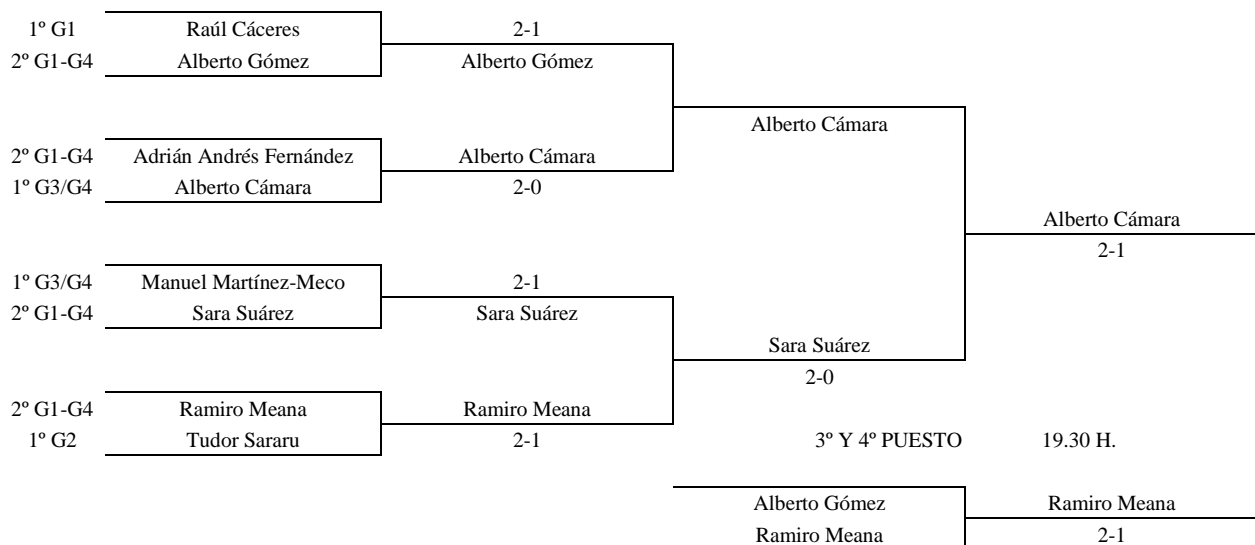 1º G1 Raúl Cáceres 2-1
2º G1-G4 Alberto Gómez Alberto Gómez
Alberto Cámara
2º G1-G4 Adrián Andrés Fernández Alberto Cámara
1º G3/G4 Alberto Cámara 2-0
Alberto Cámara
2-1
1º G3/G4 Manuel Martínez-Meco 2-1
2º G1-G4 Sara Suárez Sara Suárez
Sara Suárez
2-0
2º G1-G4 Ramiro Meana Ramiro Meana
1º G2 Tudor Sararu 2-1 3º Y 4º PUESTO 19.30 H.
Alberto Gómez Ramiro Meana
Ramiro Meana 2-1